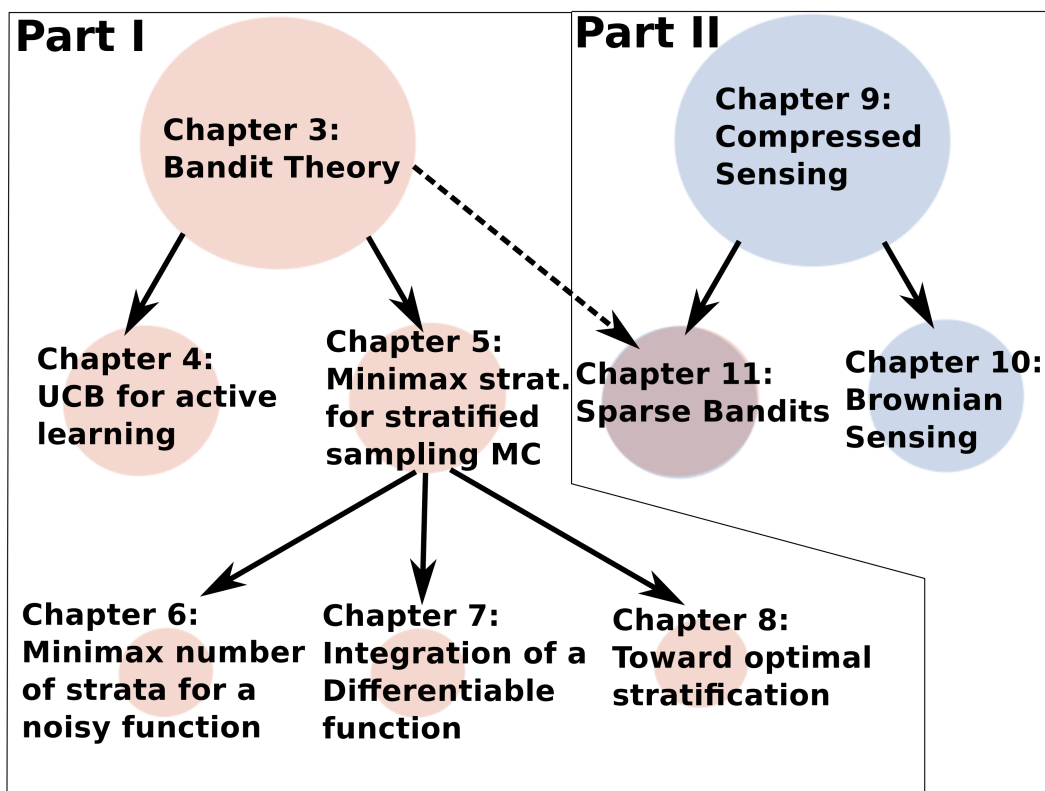 Part I
Part II
Chapter 3:
Bandit Theory
Chapter 9:
Compressed
Sensing
Chapter 4:
UCB for active
learning
Chapter 5:
Minimax strat.
for stratified
sampling MC
Chapter 11:
Sparse Bandits
Chapter 10:
Brownian
Sensing
Chapter 6:
Minimax number
of strata for a
noisy function
Chapter 7:
Integration of a
Differentiable
function
Chapter 8:
Toward optimal
stratification